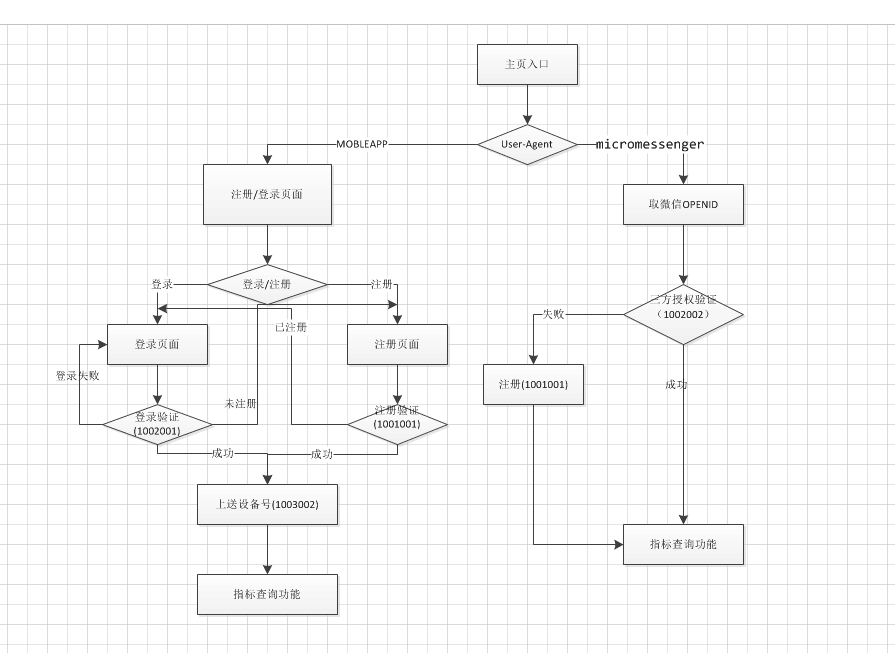 主页入口
User-Agent
MOBLEAPP
micromessenger
注册/登录页面
取微信OPENID
登录/注册
登录
注册
三方授权验证
（1002002）
失败
已注册
登录页面
注册页面
登录失败
注册(1001001)
成功
未注册
登录验证
(1002001)
注册验证
(1001001)
成功
成功
上送设备号(1003002)
指标查询功能
指标查询功能